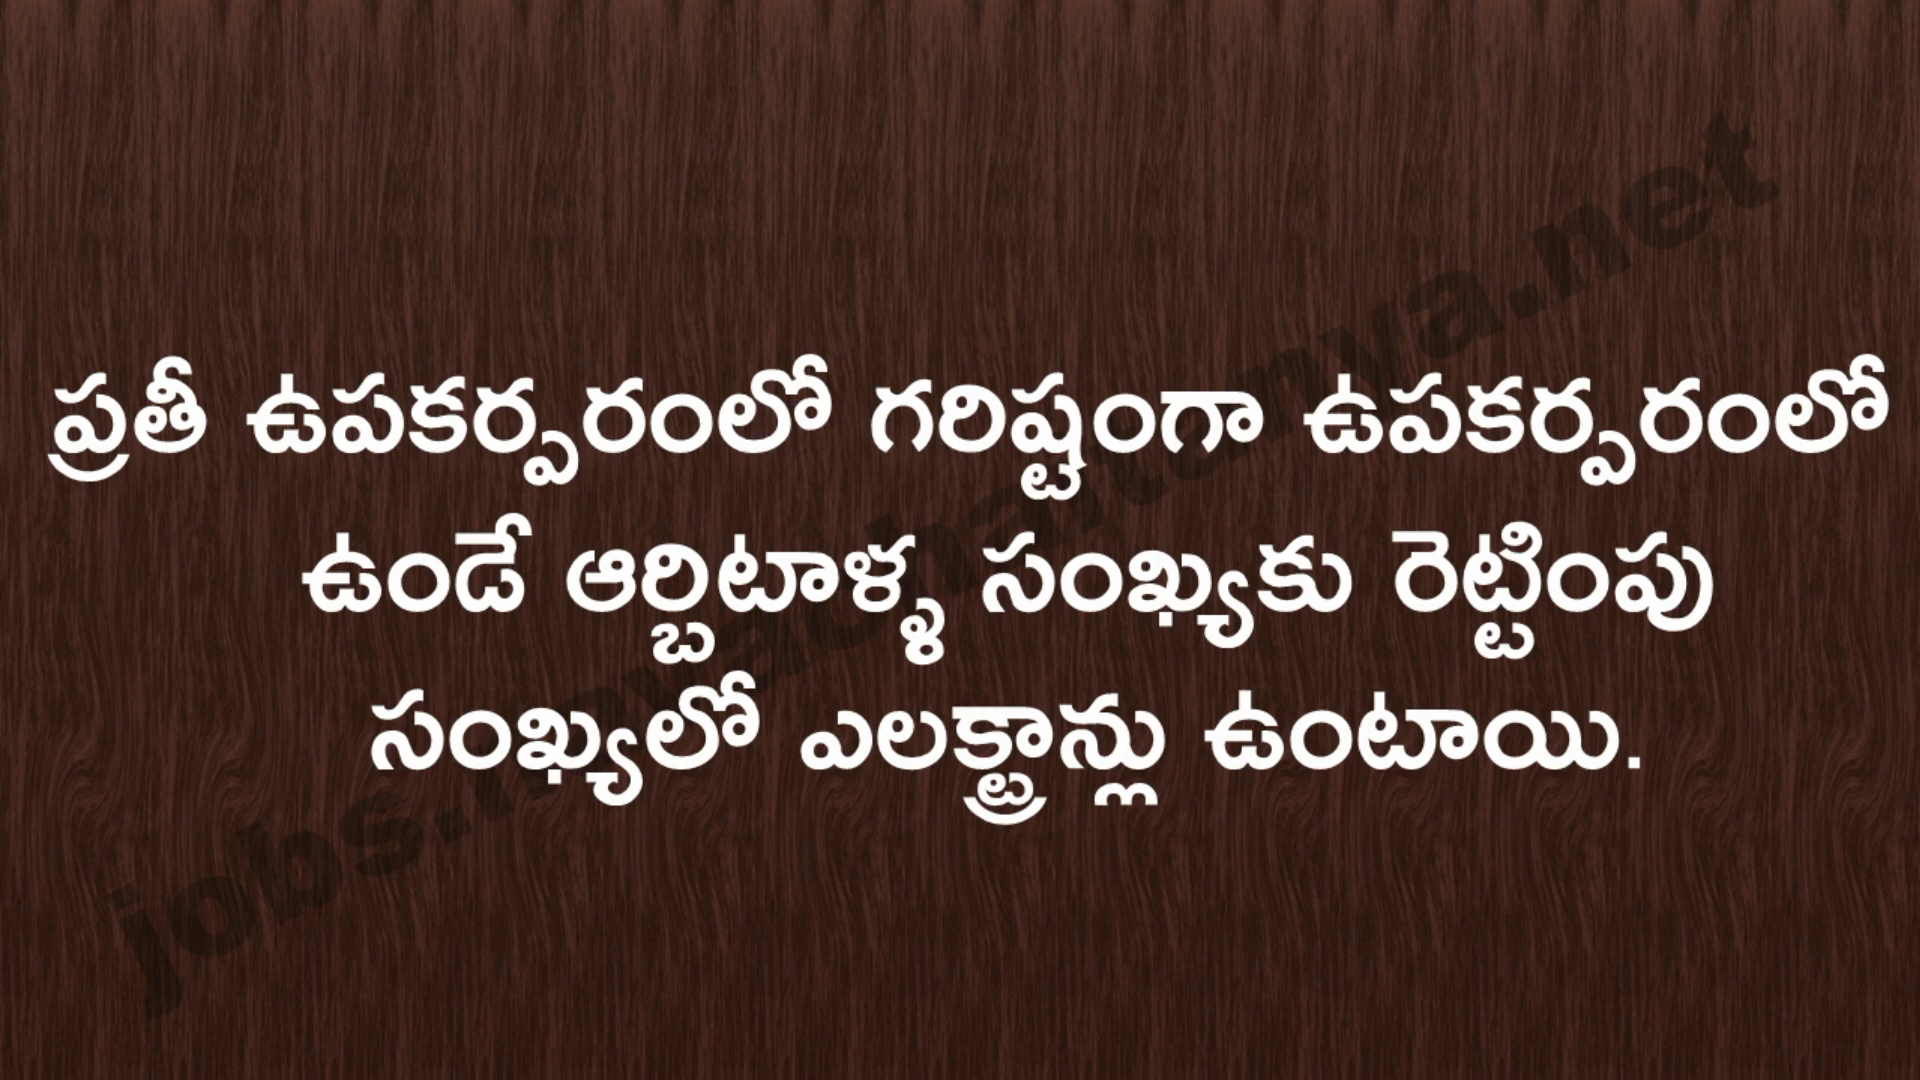 ప్రతీ ఉపకర్పరంలో గరిష్టంగా ఉపకర్పరంలో
ఉండే ఆర్బిటాళ్ళ సంఖ్యకు రెట్టింపు
సంఖ్యలో ఎలక్ట్రాన్లు ఉంటాయి.